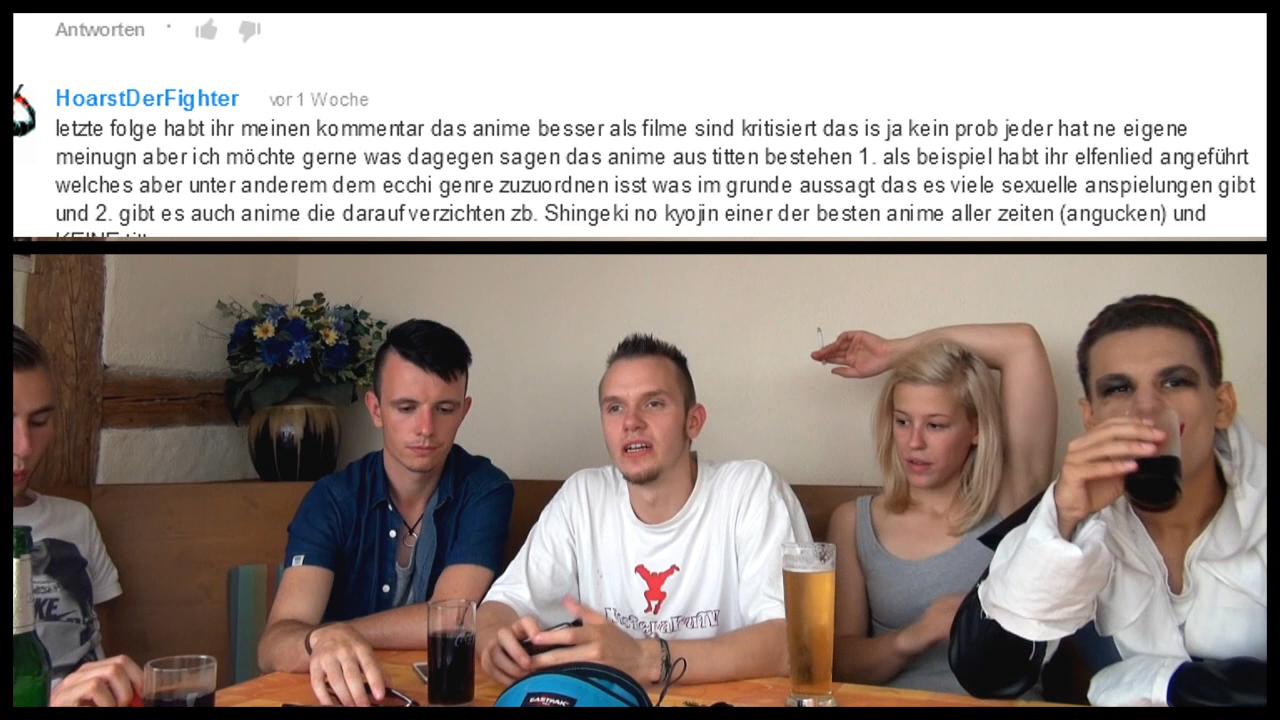 Antworten
HoarstDerFighter vor 1 Woche
letzte folge habt ihr meinen kommentar das anime besser als filme sind kritisiert das is ja kein prob jeder hat ne eigene
meinugn aber ich möchte gerne was dagegen sagen das anime aus titten bestehen 1. als beispiel habt ihr elfenlied angeführt
welches aber unter anderem dem ecchi genre zuzuordnen isst was im grunde aussagt das es viele sexuelle anspielungen gibt
und 2. gibt es auch anime die darauf verzichten zb. Shingeki no kyojin einer der besten anime aller zeiten (angucken) und
KEINE
EASTPAK